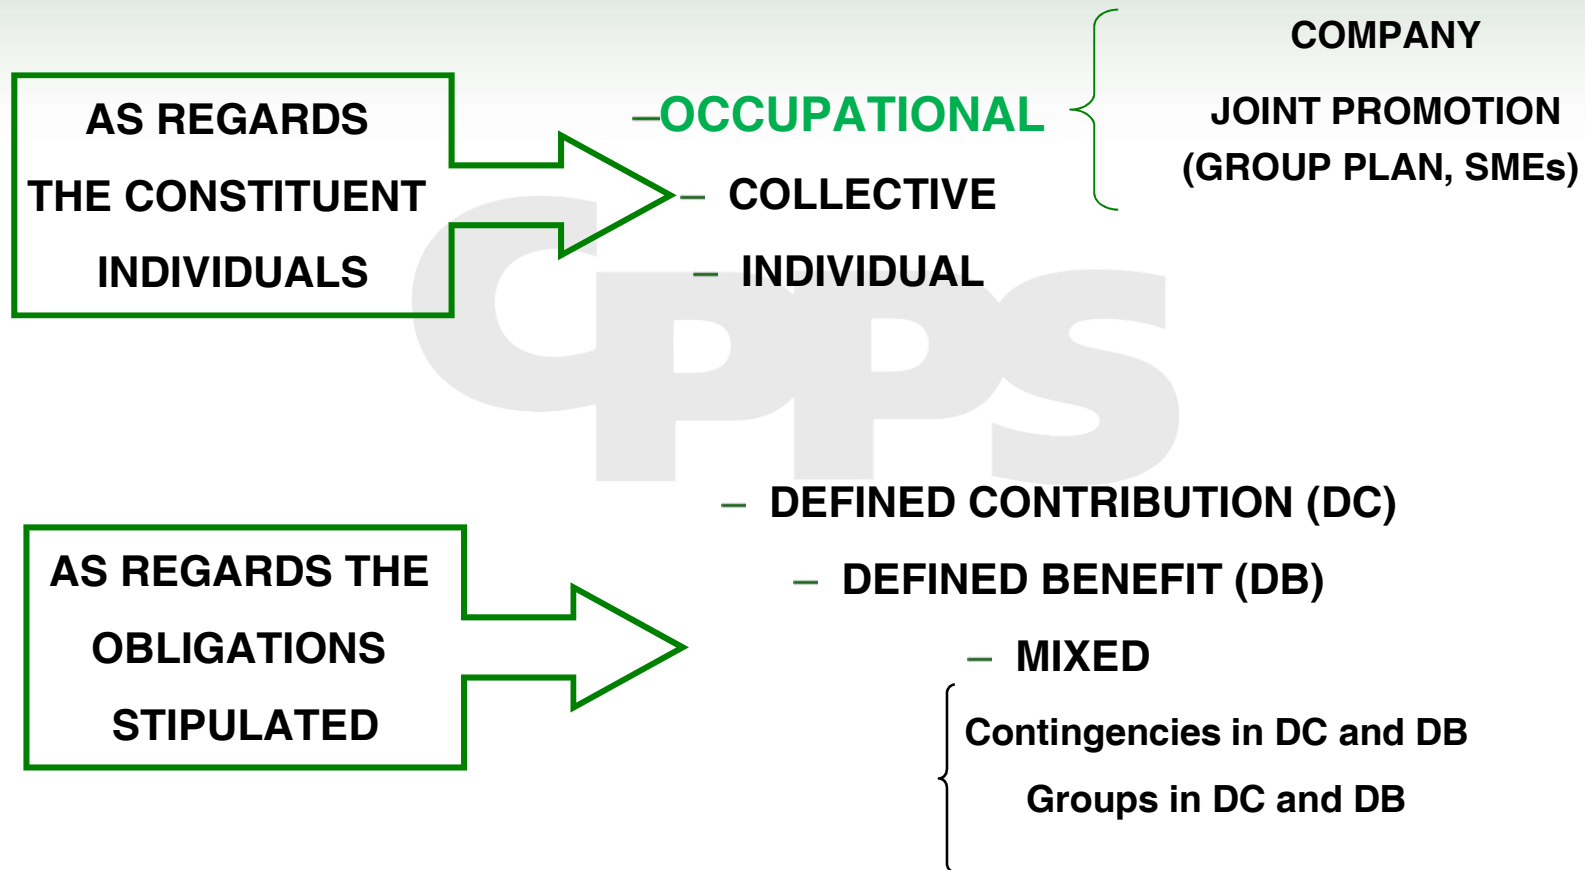 AS REGARDS
THE CONSTITUENT
INDIVIDUALS
–OCCUPATIONAL
– COLLECTIVE
– INDIVIDUAL
COMPANY
JOINT PROMOTION
(GROUP PLAN, SMEs)
CPPS
AS REGARDS THE
OBLIGATIONS
STIPULATED
– DEFINED CONTRIBUTION (DC)
– DEFINED BENEFIT (DB)
– MIXED
Contingencies in DC and DB
Groups in DC and DB